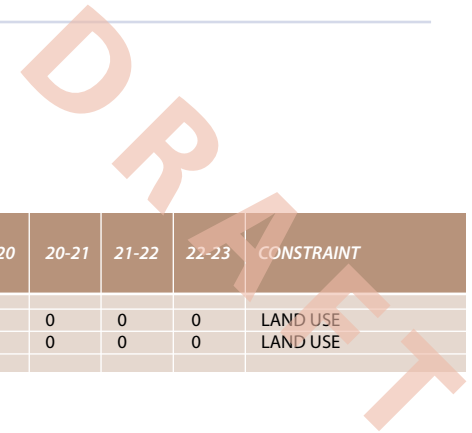 DRAFT
20 20-21 21-22 22-23 CONSTRAINT
0 0 0 LAND USE
0 0 0 LAND USE